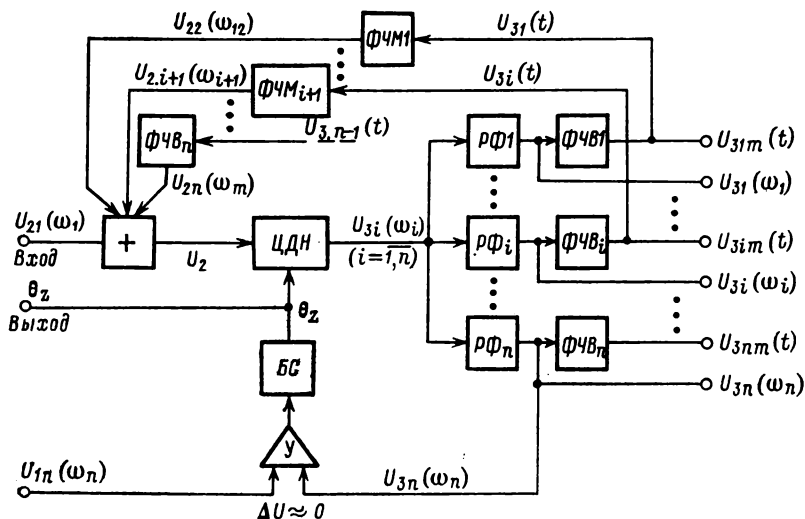 U₂₂(ω₁₂)
ФЧМ1
U₃₁(t)
U₂.ᵢ₊₁(ωᵢ₊₁)
ФЧМᵢ₊₁
U₃ᵢ(t)
ФЧВₙ
U₃,ₙ₋₁(t)
U₂ₙ(ωₘ)
РФ1
ФЧВ1
U₃₁ₘ(t)
U₃₁(ω₁)
U₂₁(ω₁)
Вход
+
U₂
ЦДН
U₃ᵢ(ωᵢ)
(i=1,n̅)
РФᵢ
ФЧВᵢ
U₃ᵢₘ(t)
U₃ᵢ(ωᵢ)
θz
Выход
θz
РФₙ
ФЧВₙ
U₃ₙₘ(t)
U₃ₙ(ωₙ)
БС
У
U₁ₙ(ωₙ)
U₃ₙ(ωₙ)
ΔU≈0